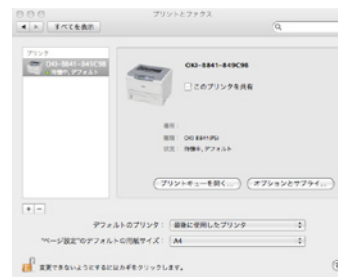 プリントとファクス
すべてを表示
プリンタ
OKI-B841-849C98
待機中, デフォルト
OKI-B841-849C98
このプリンタを共有
場所 :
種類 : OKI B841(PS)
状況 : 待機中, デフォルト
プリントキューを開く...
オプションとサプライ...
デフォルトのプリンタ : 最後に使用したプリンタ
"ページ設定"のデフォルトの用紙サイズ : A4
変更できないようにするにはカギをクリックします。